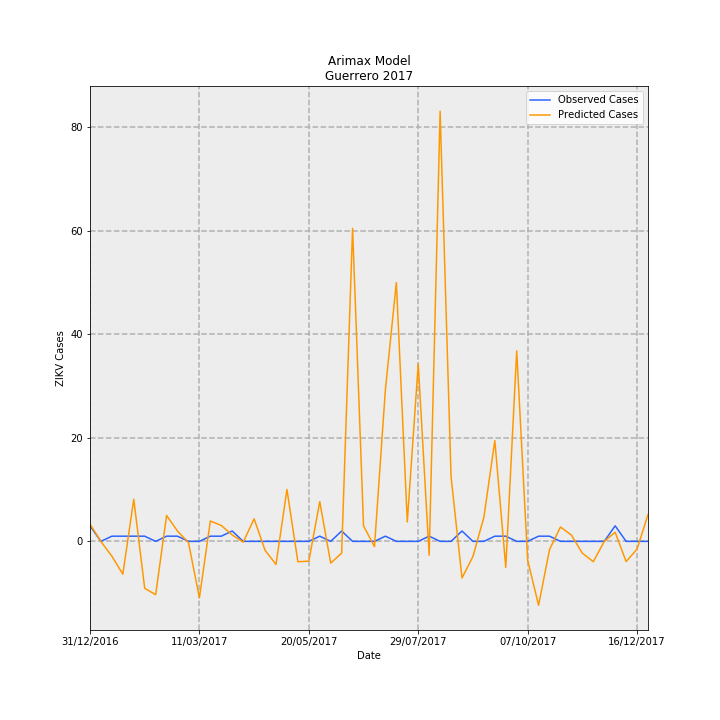 Arimax Model
Guerrero 2017
Observed Cases
Predicted Cases
80
60
40
20
0
ZIKV Cases
31/12/2016
11/03/2017
20/05/2017
29/07/2017
07/10/2017
16/12/2017
Date